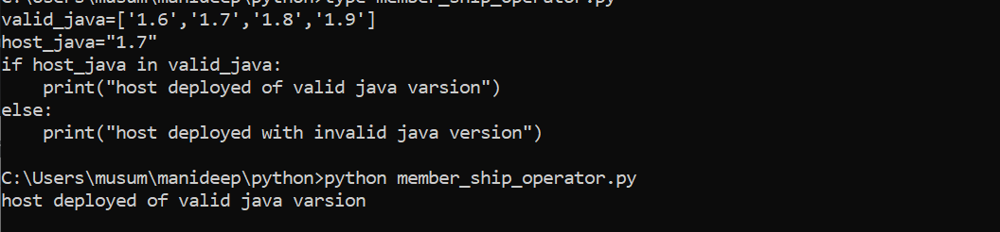 C:\Users\musum\manideep\python>type member_ship_operator.py
valid_java=['1.6','1.7','1.8','1.9']
host_java="1.7"
if host_java in valid_java:
    print("host deployed of valid java varsion")
else:
    print("host deployed with invalid java version")
C:\Users\musum\manideep\python>python member_ship_operator.py
host deployed of valid java varsion